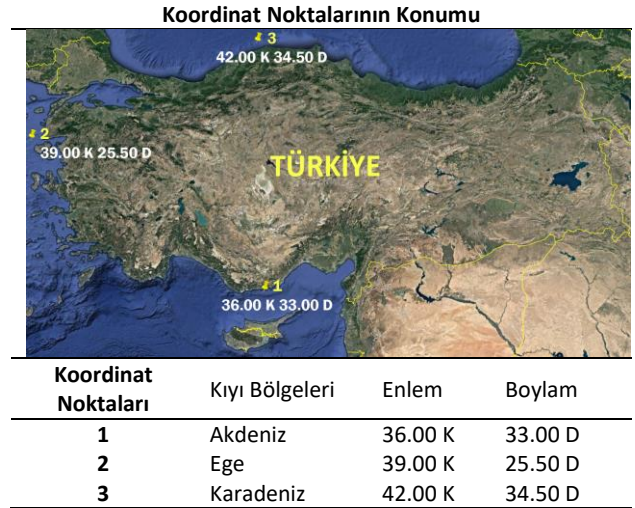 Koordinat Noktalarının Konumu
3
42.00 K 34.50 D
2
39.00 K 25.50 D
TÜRKİYE
1
36.00 K 33.00 D
Koordinat Noktaları Kıyı Bölgeleri Enlem Boylam
1 Akdeniz 36.00 K 33.00 D
2 Ege 39.00 K 25.50 D
3 Karadeniz 42.00 K 34.50 D